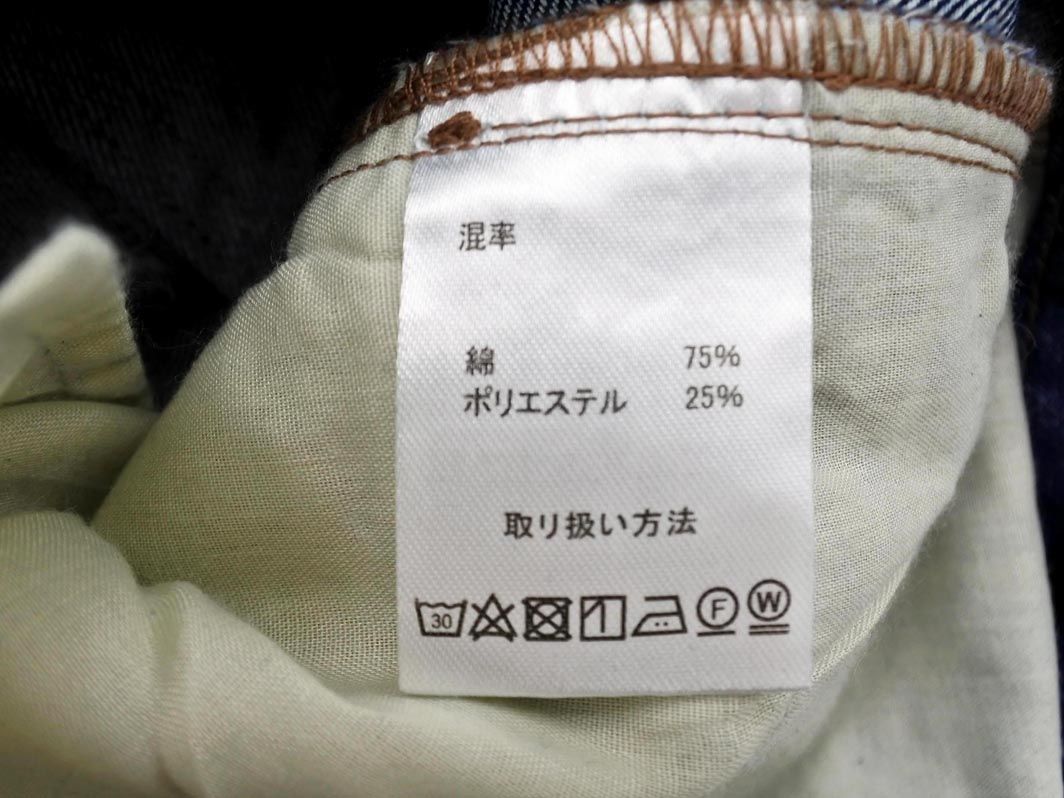 混率
綿 75%
ポリエステル 25%
取り扱い方法
30 F W